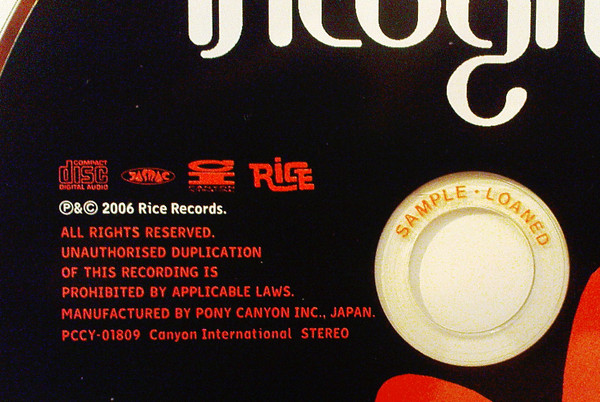 COMPACT
disc
DIGITAL AUDIO
JASRAC
RICE
SAMPLE · LOANED
Ⓟ&© 2006 Rice Records.
ALL RIGHTS RESERVED.
UNAUTHORISED DUPLICATION
OF THIS RECORDING IS
PROHIBITED BY APPLICABLE LAWS.
MANUFACTURED BY PONY CANYON INC., JAPAN.
PCCY-01809 Canyon International STEREO